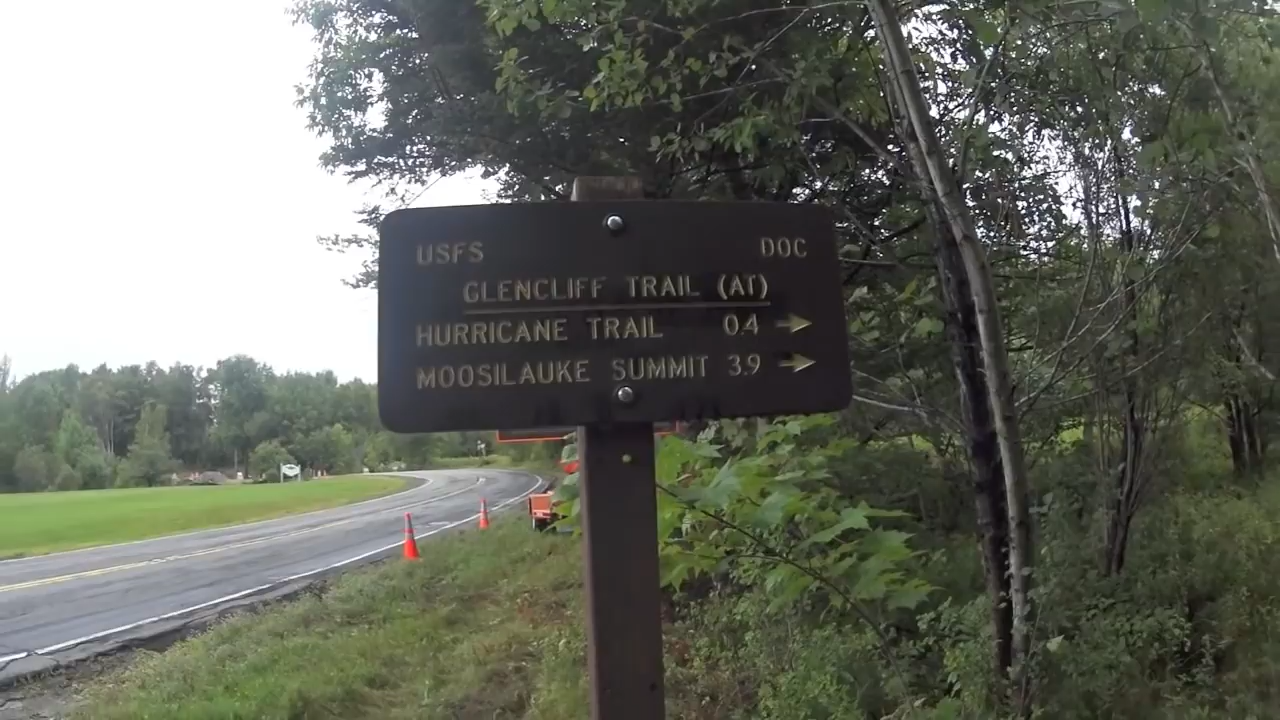 USFS DOC
GLENCLIFF TRAIL (AT)
HURRICANE TRAIL 0.4 →
MOOSILAUKE SUMMIT 3.9 →